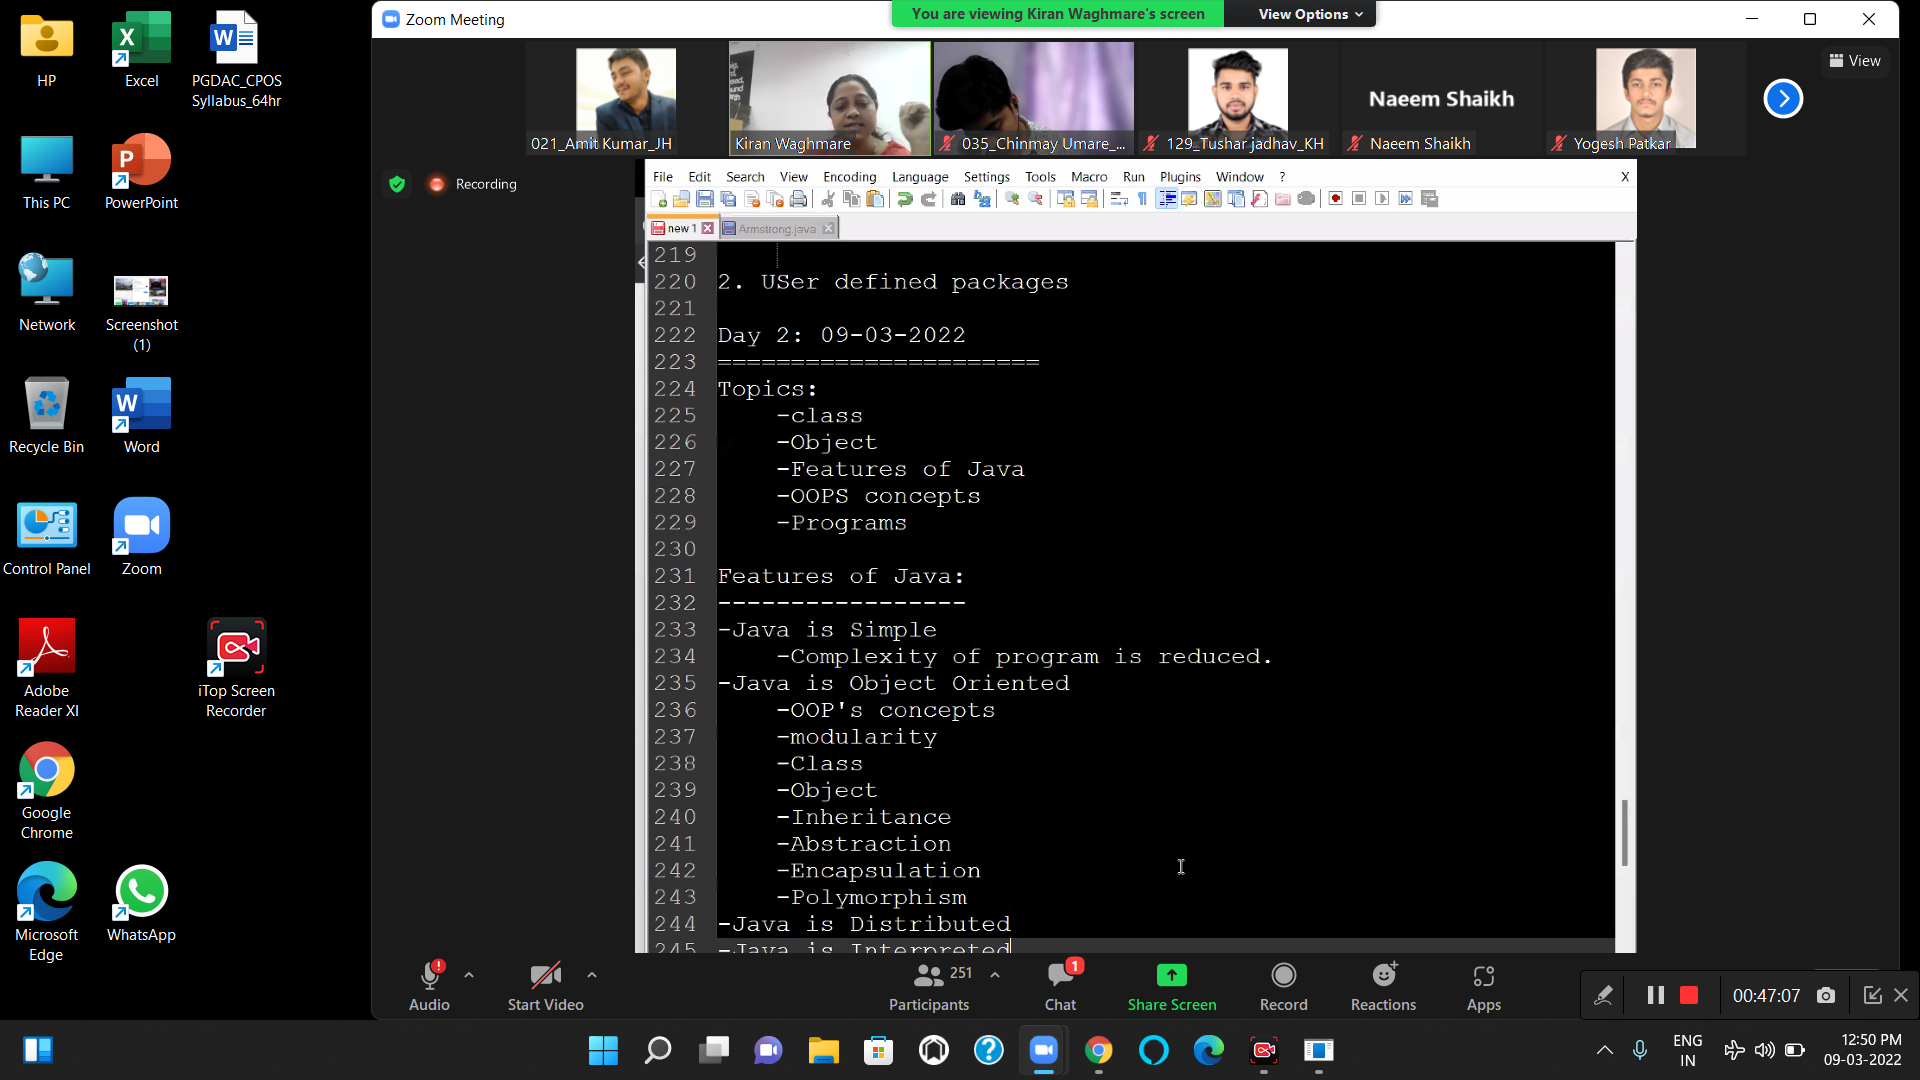 HP
Excel
PGDAC_CPOS
Syllabus_64hr
This PC
PowerPoint
Network
Screenshot
(1)
Recycle Bin
Word
Control Panel
Zoom
Adobe
Reader XI
iTop Screen
Recorder
Google
Chrome
Microsoft
Edge
WhatsApp
Zoom Meeting
You are viewing Kiran Waghmare's screen
View Options
View
021_Amit Kumar_JH
Kiran Waghmare
035_Chinmay Umare_...
129_Tushar jadhav_KH
Naeem Shaikh
Naeem Shaikh
Yogesh Patkar
Recording
File Edit Search View Encoding Language Settings Tools Macro Run Plugins Window ? X
new 1 Armstrong.java
219
220 2. USer defined packages
221
222 Day 2: 09-03-2022
223 ======================
224 Topics:
225 -class
226 -Object
227 -Features of Java
228 -OOPS concepts
229 -Programs
230
231 Features of Java:
232 -----------------
233 -Java is Simple
234 -Complexity of program is reduced.
235 -Java is Object Oriented
236 -OOP's concepts
237 -modularity
238 -Class
239 -Object
240 -Inheritance
241 -Abstraction
242 -Encapsulation
243 -Polymorphism
244 -Java is Distributed
245 -Java is Interpreted
Audio
Start Video
251
Participants
1
Chat
Share Screen
Record
Reactions
Apps
00:47:07
ENG
IN
12:50 PM
09-03-2022